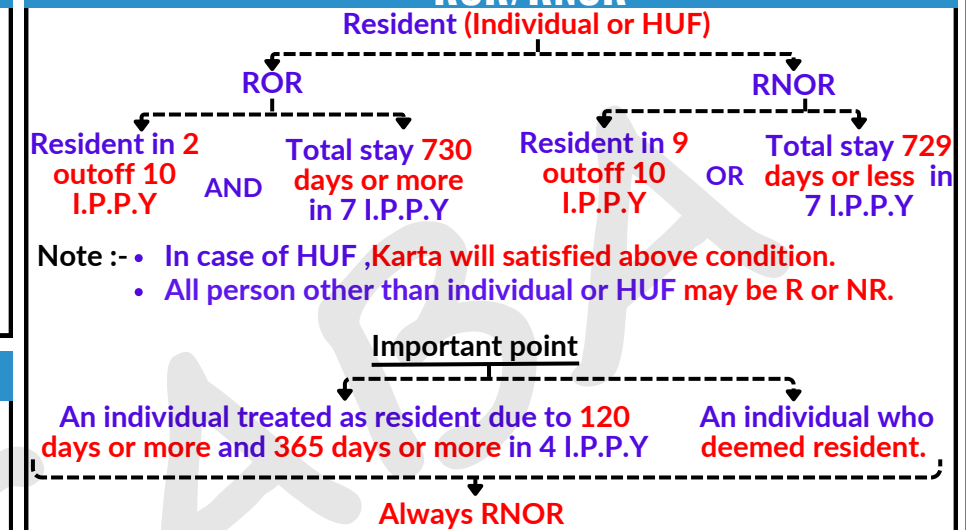 ROR/RNOR
Resident (Individual or HUF)
ROR
RNOR
Resident in 2
outoff 10
I.P.P.Y
AND
Total stay 730
days or more
in 7 I.P.P.Y
Resident in 9
outoff 10
I.P.P.Y
OR
Total stay 729
days or less in
7 I.P.P.Y
Note :- • In case of HUF ,Karta will satisfied above condition.
• All person other than individual or HUF may be R or NR.
Important point
An individual treated as resident due to 120
days or more and 365 days or more in 4 I.P.P.Y
An individual who
deemed resident.
Always RNOR